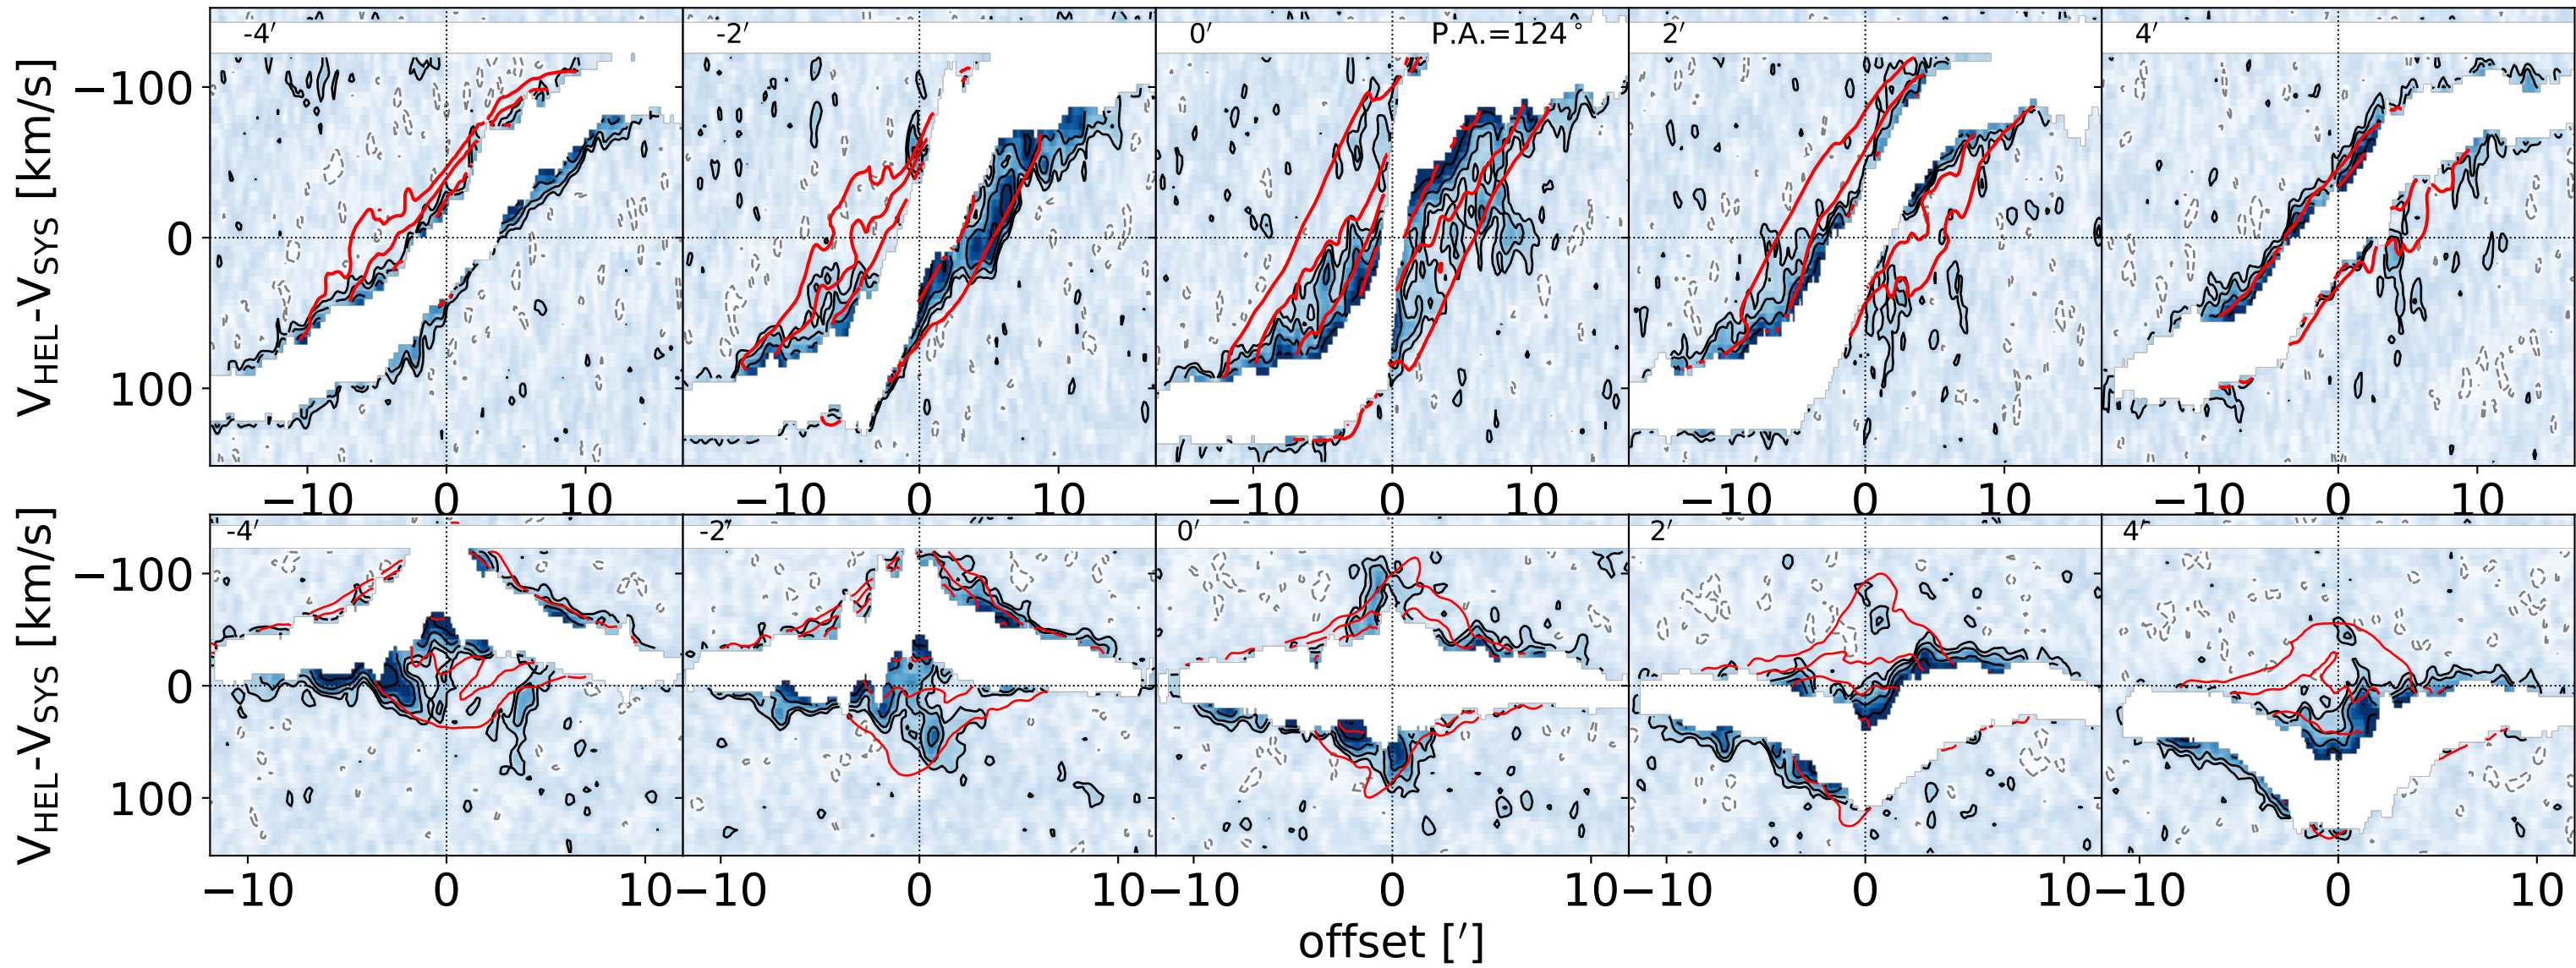 -4′ -2′ 0′ P.A.=124° 2′ 4′
V_HEL-V_SYS [km/s]
−100
0
100
−10 0 10 −10 0 10 −10 0 10 −10 0 10 −10 0 10
-4′ -2′ 0′ 2′ 4′
V_HEL-V_SYS [km/s]
−100
0
100
−10 0 10 −10 0 10 −10 0 10 −10 0 10 −10 0 10
offset [′]